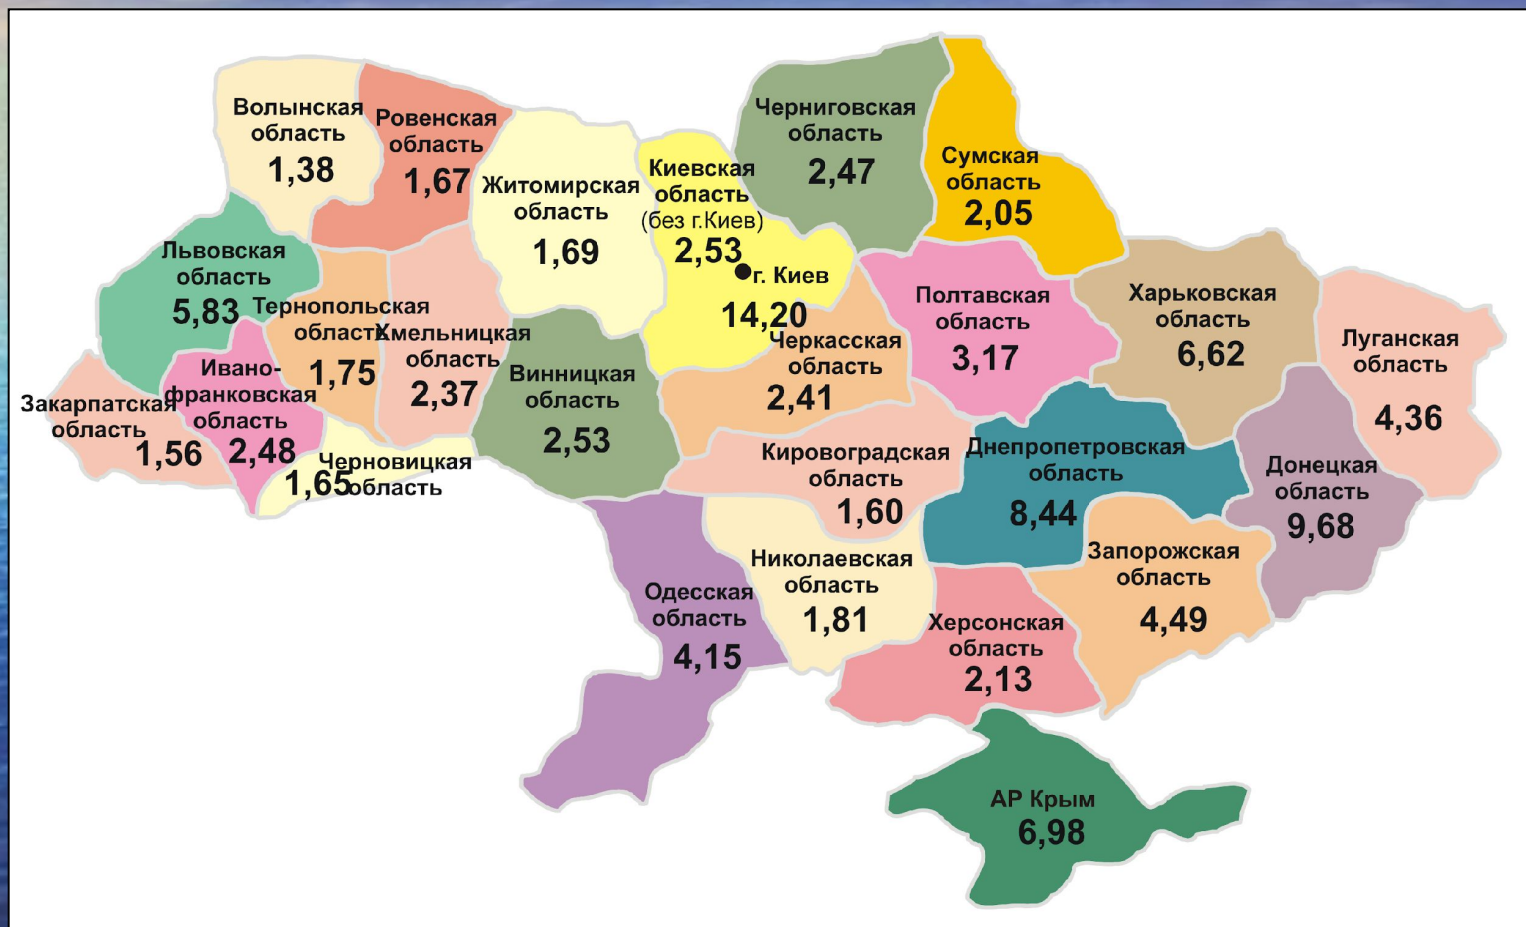 Волынская
область
1,38
Ровенская
область
1,67
Житомирская
область
1,69
Киевская
область
(без г.Киев)
2,53
г. Киев
14,20
Черниговская
область
2,47
Сумская
область
2,05
Львовская
область
5,83
Тернопольская
область
1,75
Хмельницкая
область
2,37
Винницкая
область
2,53
Черкасская
область
2,41
Полтавская
область
3,17
Харьковская
область
6,62
Луганская
область
4,36
Закарпатская
область
1,56
Ивано-
франковская
область
2,48
Черновицкая
область
1,65
Кировоградская
область
1,60
Днепропетровская
область
8,44
Донецкая
область
9,68
Одесская
область
4,15
Николаевская
область
1,81
Херсонская
область
2,13
Запорожская
область
4,49
АР Крым
6,98